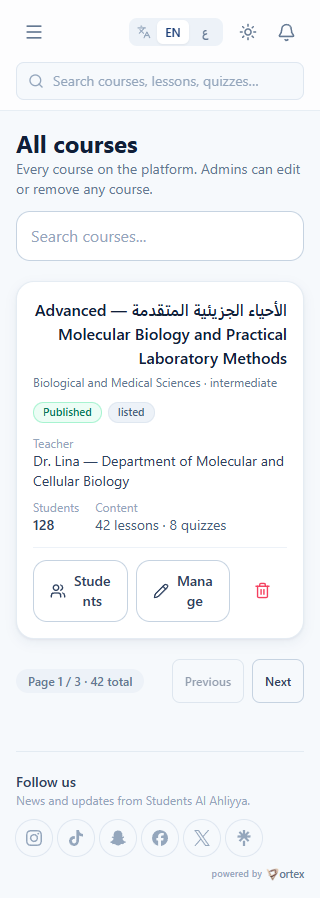 EN
ع
Search courses, lessons, quizzes...
All courses
Every course on the platform. Admins can edit
or remove any course.
Search courses...
الأحياء الجزيئية المتقدمة — Advanced
Molecular Biology and Practical
Laboratory Methods
Biological and Medical Sciences · intermediate
Published
listed
Teacher
Dr. Lina — Department of Molecular and
Cellular Biology
Students
Content
128
42 lessons · 8 quizzes
Stude
nts
Mana
ge
Page 1 / 3 · 42 total
Previous
Next
Follow us
News and updates from Students Al Ahliyya.
powered by
ortex